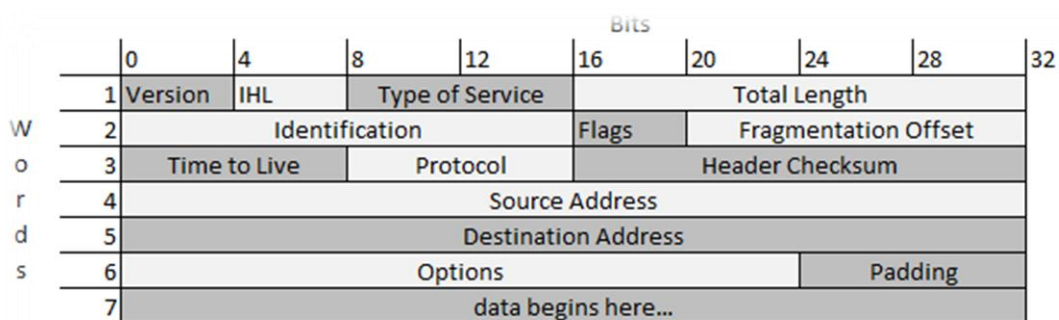 Bits
0 4 8 12 16 20 24 28 32
1 Version IHL Type of Service Total Length
W 2 Identification Flags Fragmentation Offset
o 3 Time to Live Protocol Header Checksum
r 4 Source Address
d 5 Destination Address
s 6 Options Padding
7 data begins here...